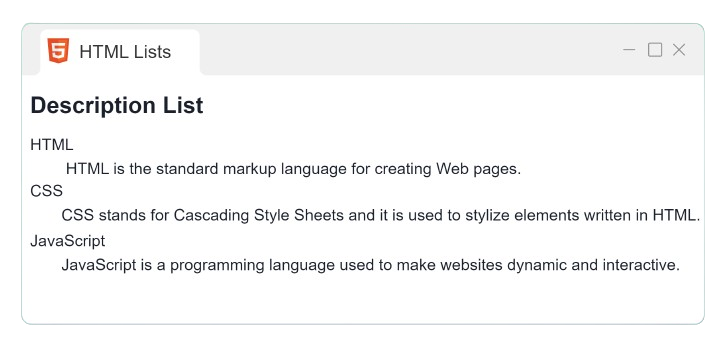 HTML Lists
Description List
HTML
HTML is the standard markup language for creating Web pages.
CSS
CSS stands for Cascading Style Sheets and it is used to stylize elements written in HTML.
JavaScript
JavaScript is a programming language used to make websites dynamic and interactive.